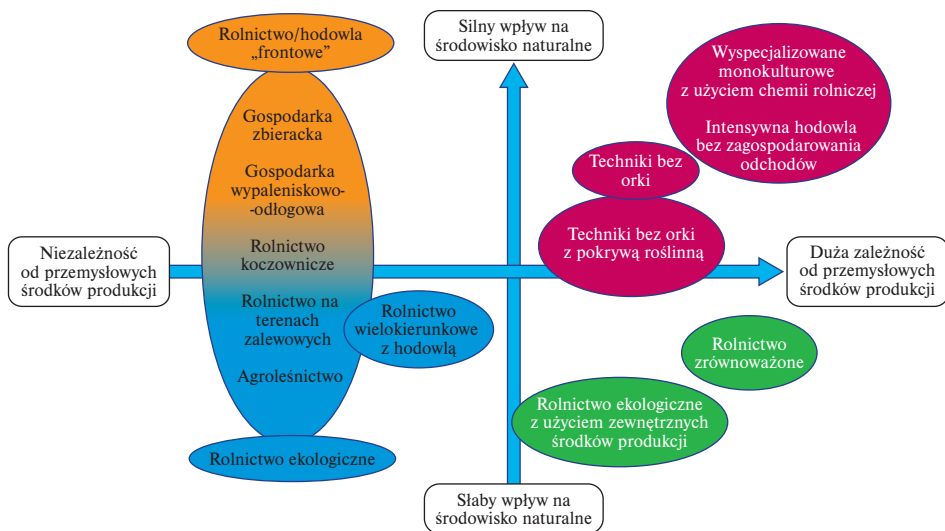 Rolnictwo/hodowla
„frontowe”
Gospodarka
zbieracka
Gospodarka
wypaleniskowo-
-odłogowa
Rolnictwo
koczownicze
Rolnictwo na
terenach
zalewowych
Agroleśnictwo
Rolnictwo ekologiczne
Niezależność
od przemysłowych
środków produkcji
Rolnictwo
wielokierunkowe
z hodowlą
Silny wpływ na
środowisko naturalne
Słaby wpływ na
środowisko naturalne
Wyspecjalizowane
monokulturowe
z użyciem chemii rolniczej
Intensywna hodowla
bez zagospodarowania
odchodów
Techniki bez
orki
Techniki bez orki
z pokrywą roślinną
Duża zależność
od przemysłowych
środków produkcji
Rolnictwo
zrównoważone
Rolnictwo ekologiczne
z użyciem zewnętrznych
środków produkcji